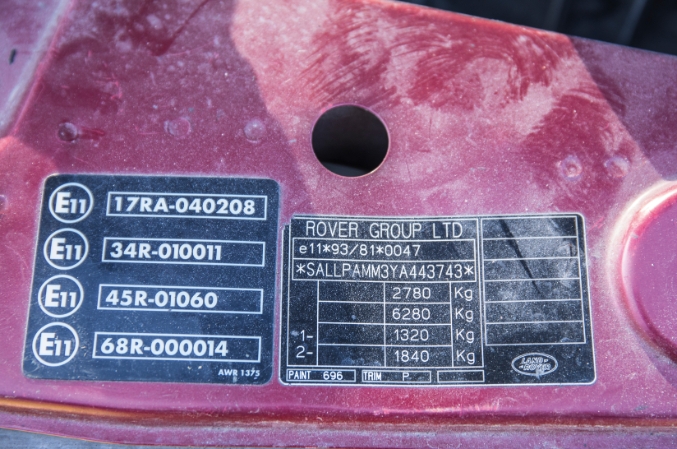 E11 17RA-040208
E11 34R-010011
E11 45R-01060
E11 68R-000014
AWR 1375
ROVER GROUP LTD
e11*93/81*0047
*SALLPAMM3YA443743*
2780 Kg
6280 Kg
1- 1320 Kg
2- 1840 Kg
PAINT 696 TRIM P
LAND-
-ROVER